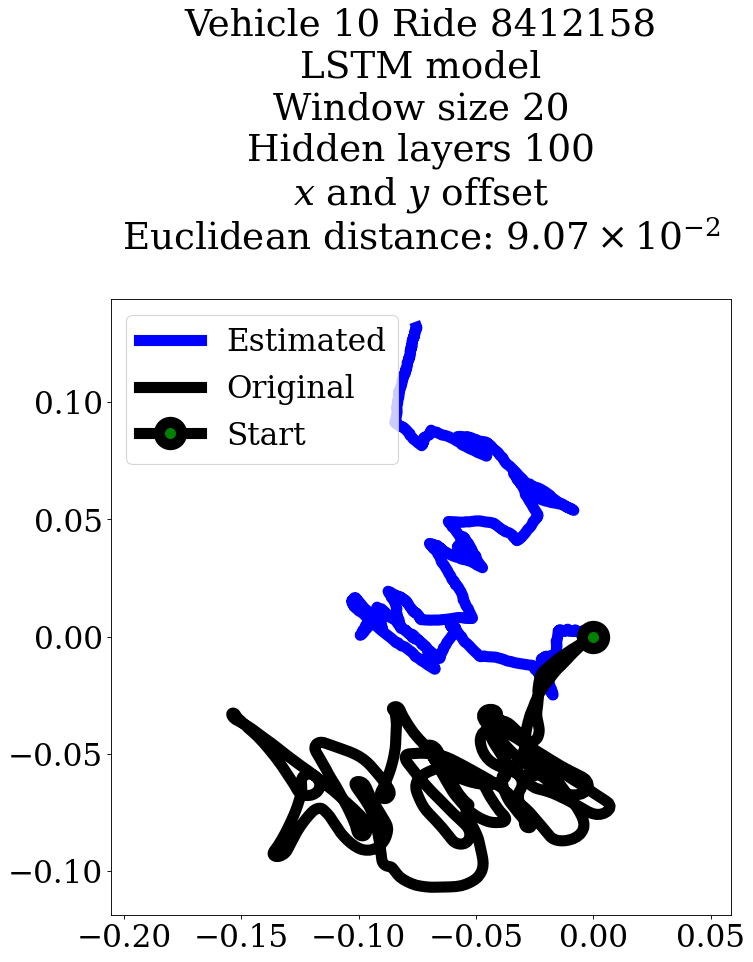 Vehicle 10 Ride 8412158
LSTM model
Window size 20
Hidden layers 100
x and y offset
Euclidean distance: 9.07 × 10⁻²
Estimated
Original
Start
0.10
0.05
0.00
−0.05
−0.10
−0.20 −0.15 −0.10 −0.05 0.00 0.05